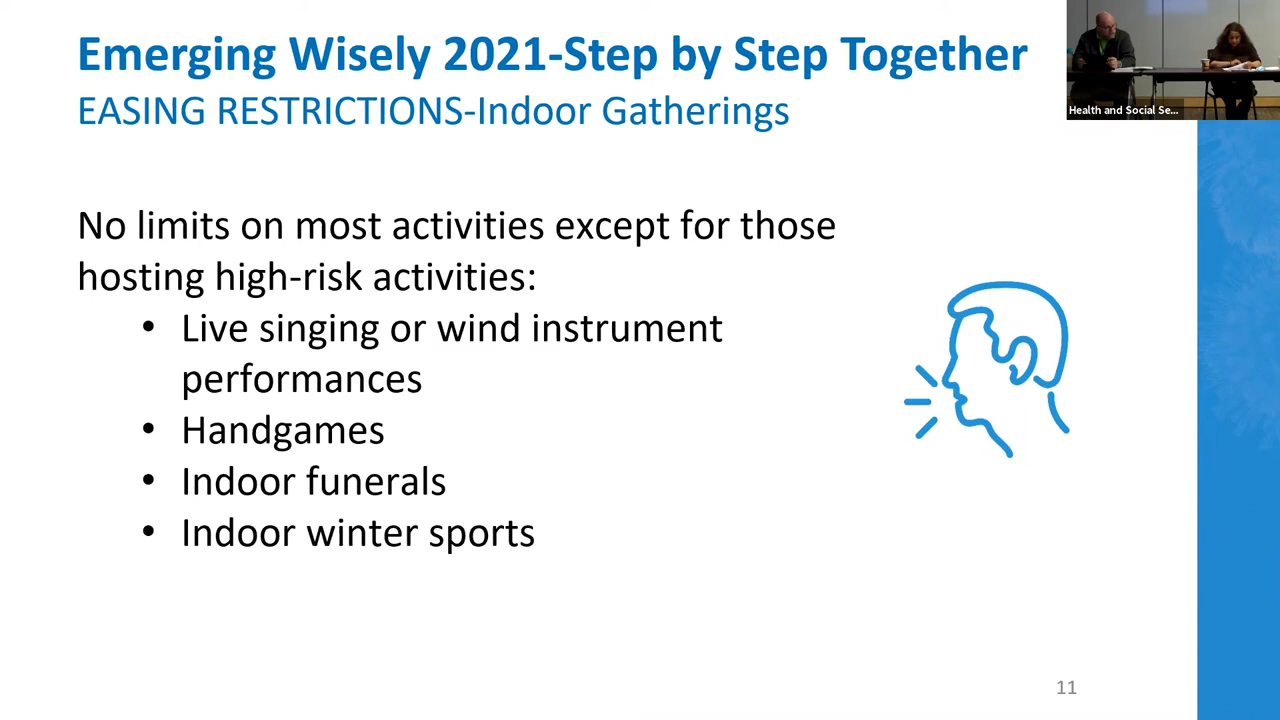 Emerging Wisely 2021-Step by Step Together
EASING RESTRICTIONS-Indoor Gatherings
Health and Social Se...
No limits on most activities except for those
hosting high-risk activities:
• Live singing or wind instrument
performances
• Handgames
• Indoor funerals
• Indoor winter sports
11